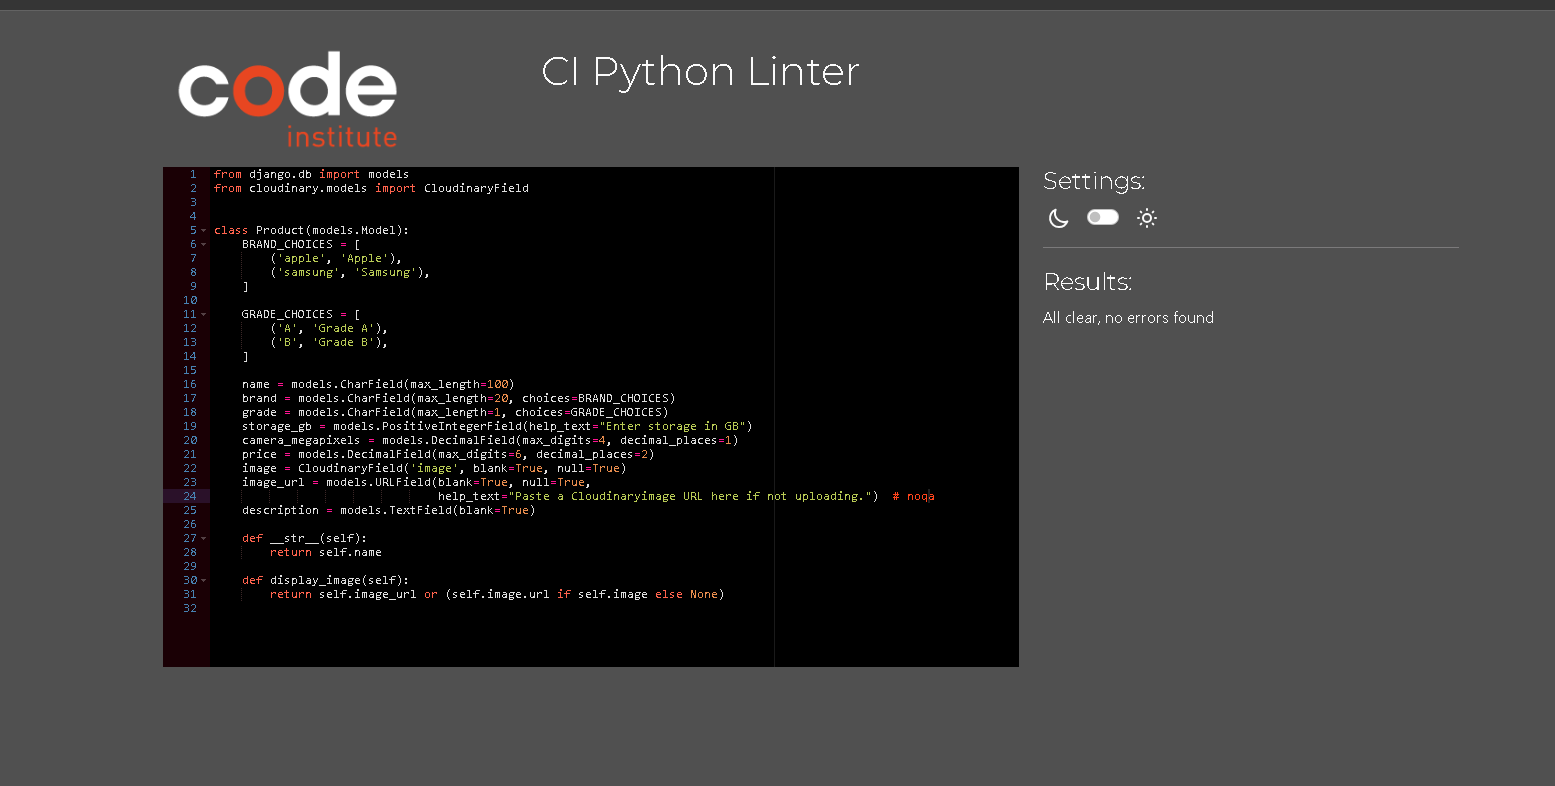 code
institute
CI Python Linter
1 from django.db import models
2 from cloudinary.models import CloudinaryField
3
4
5 class Product(models.Model):
6     BRAND_CHOICES = [
7         ('apple', 'Apple'),
8         ('samsung', 'Samsung'),
9     ]
10
11     GRADE_CHOICES = [
12         ('A', 'Grade A'),
13         ('B', 'Grade B'),
14     ]
15
16     name = models.CharField(max_length=100)
17     brand = models.CharField(max_length=20, choices=BRAND_CHOICES)
18     grade = models.CharField(max_length=1, choices=GRADE_CHOICES)
19     storage_gb = models.PositiveIntegerField(help_text="Enter storage in GB")
20     camera_megapixels = models.DecimalField(max_digits=4, decimal_places=1)
21     price = models.DecimalField(max_digits=6, decimal_places=2)
22     image = CloudinaryField('image', blank=True, null=True)
23     image_url = models.URLField(blank=True, null=True,
24                                 help_text="Paste a Cloudinaryimage URL here if not uploading.")  # noqa
25     description = models.TextField(blank=True)
26
27     def __str__(self):
28         return self.name
29
30     def display_image(self):
31         return self.image_url or (self.image.url if self.image else None)
32
Settings:
Results:
All clear, no errors found